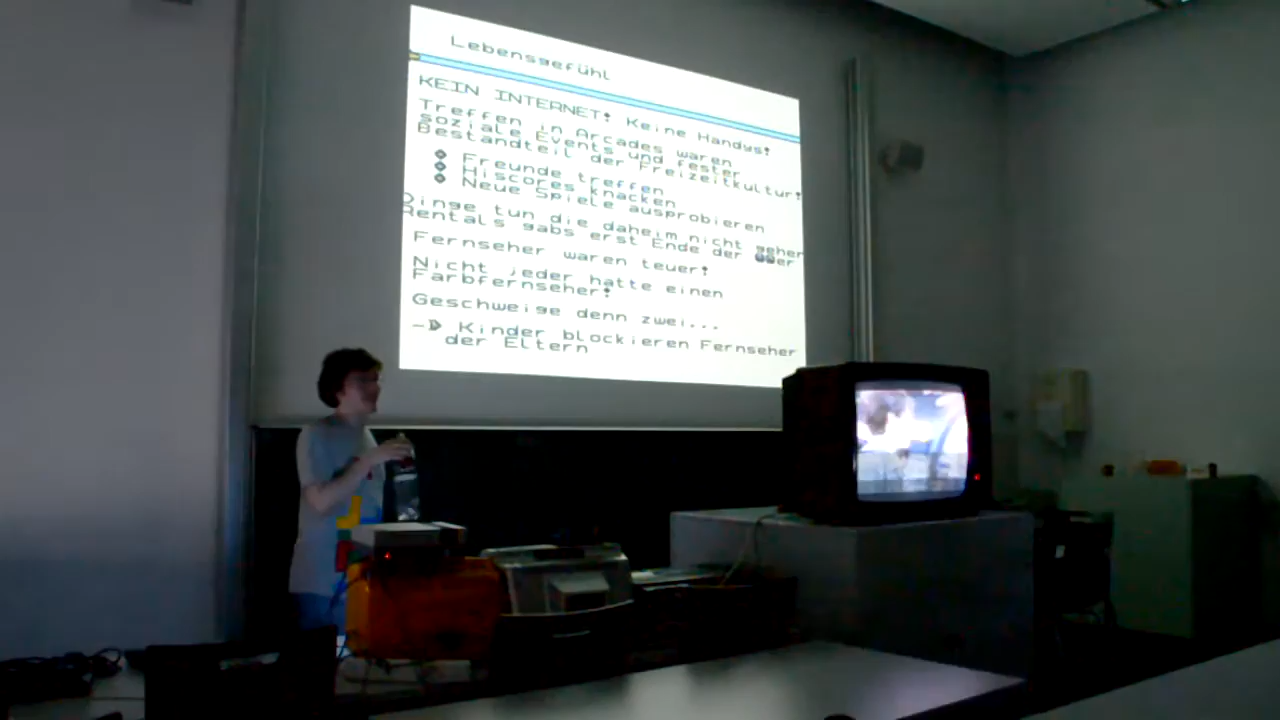 Lebensgefühl
KEIN INTERNET! Keine Handys!
Treffen in Arcades waren
soziale Events und fester
Bestandteil der Freizeitkultur!
Freunde treffen
Hiscores knacken
Neue Spiele ausprobieren
Dinge tun die daheim nicht gehen
Rentals gabs erst Ende der
Fernseher waren teuer!
Nicht jeder hatte einen
Farbfernseher!
Geschweige denn zwei...
-> Kinder blockieren Fernseher
der Eltern